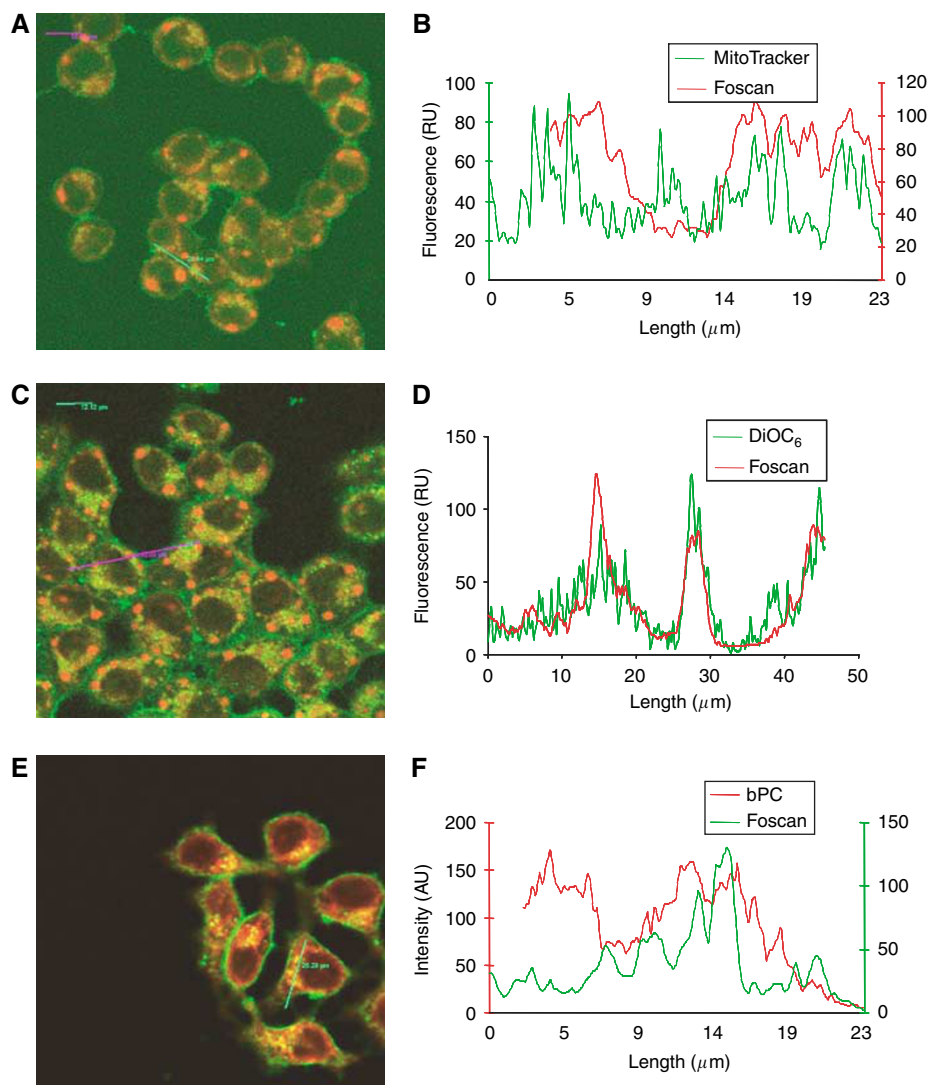 A
B
MitoTracker
Foscan
100
80
60
40
20
0
120
100
80
60
40
20
0
Fluorescence (RU)
0 5 9 14 19 23
Length (μm)
C
D
DiOC6
Foscan
150
100
50
0
Fluorescence (RU)
0 10 20 30 40 50
Length (μm)
E
25.28 μm
F
bPC
Foscan
200
150
100
50
0
150
100
50
0
Intensity (AU)
0 5 9 14 19 23
Length (μm)